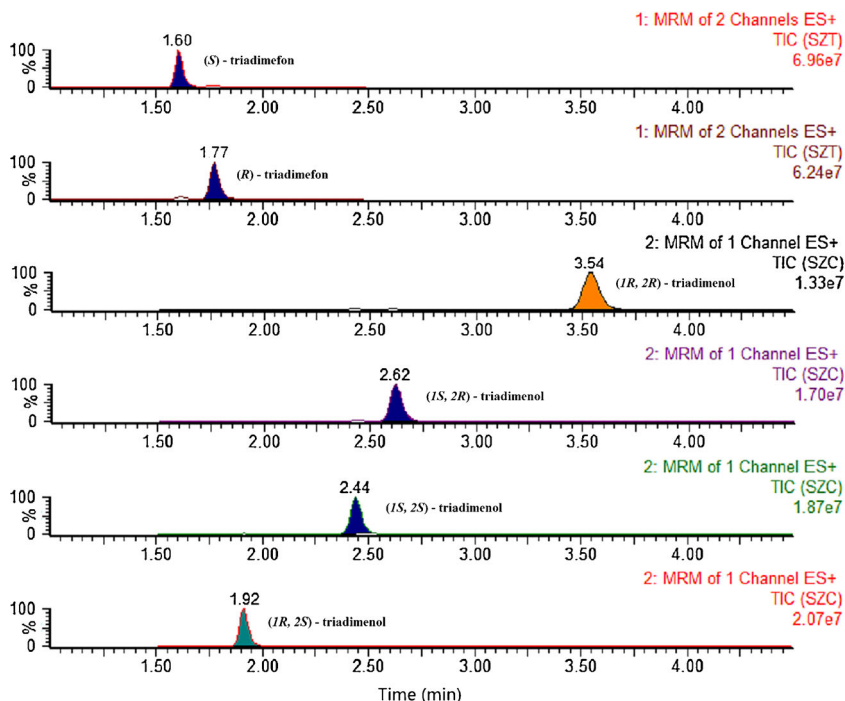 1: MRM of 2 Channels ES+
TIC (SZT)
6.96e7
1.60
(S) - triadimefon
100
%
0
1.50 2.00 2.50 3.00 3.50 4.00
1: MRM of 2 Channels ES+
TIC (SZT)
6.24e7
1.77
(R) - triadimefon
100
%
0
1.50 2.00 2.50 3.00 3.50 4.00
2: MRM of 1 Channel ES+
TIC (SZC)
1.33e7
3.54
(1R, 2R) - triadimenol
100
%
0
1.50 2.00 2.50 3.00 3.50 4.00
2: MRM of 1 Channel ES+
TIC (SZC)
1.70e7
2.62
(1S, 2R) - triadimenol
100
%
0
1.50 2.00 2.50 3.00 3.50 4.00
2: MRM of 1 Channel ES+
TIC (SZC)
1.87e7
2.44
(1S, 2S) - triadimenol
100
%
0
1.50 2.00 2.50 3.00 3.50 4.00
2: MRM of 1 Channel ES+
TIC (SZC)
2.07e7
1.92
(1R, 2S) - triadimenol
100
%
0
1.50 2.00 2.50 3.00 3.50 4.00
Time (min)